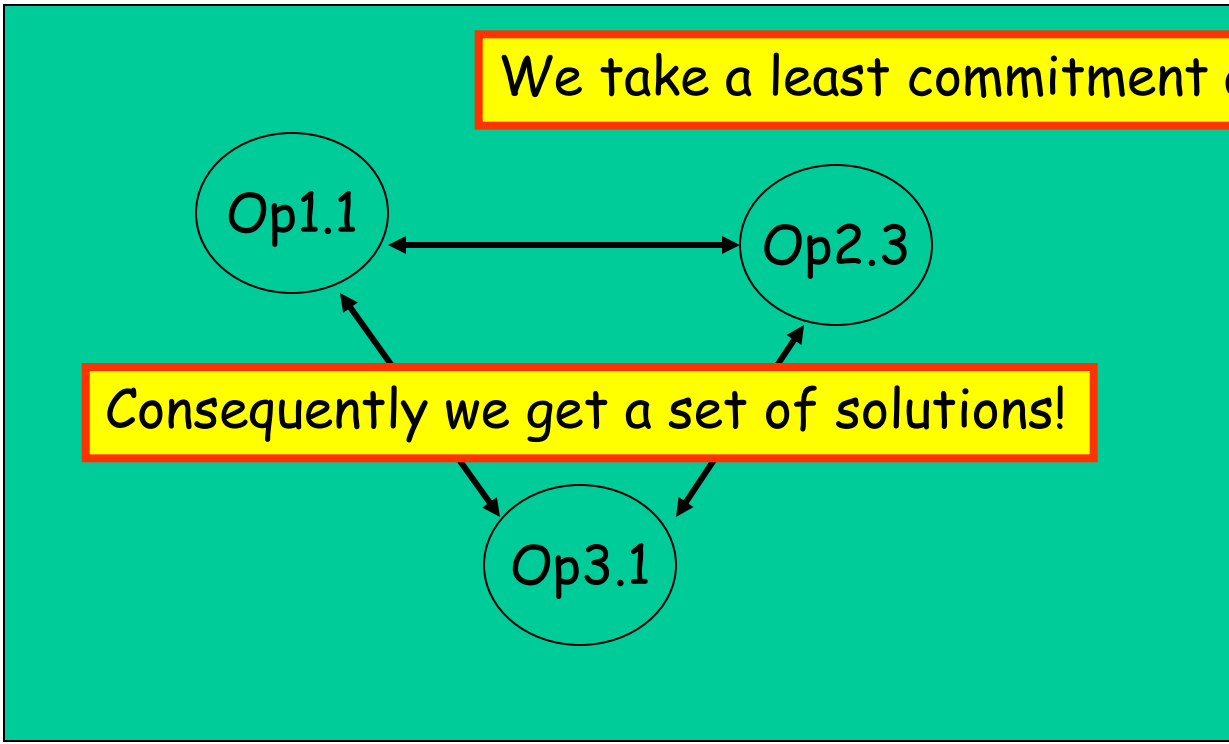 We take a least commitment
Op1.1
Op2.3
Consequently we get a set of solutions!
Op3.1